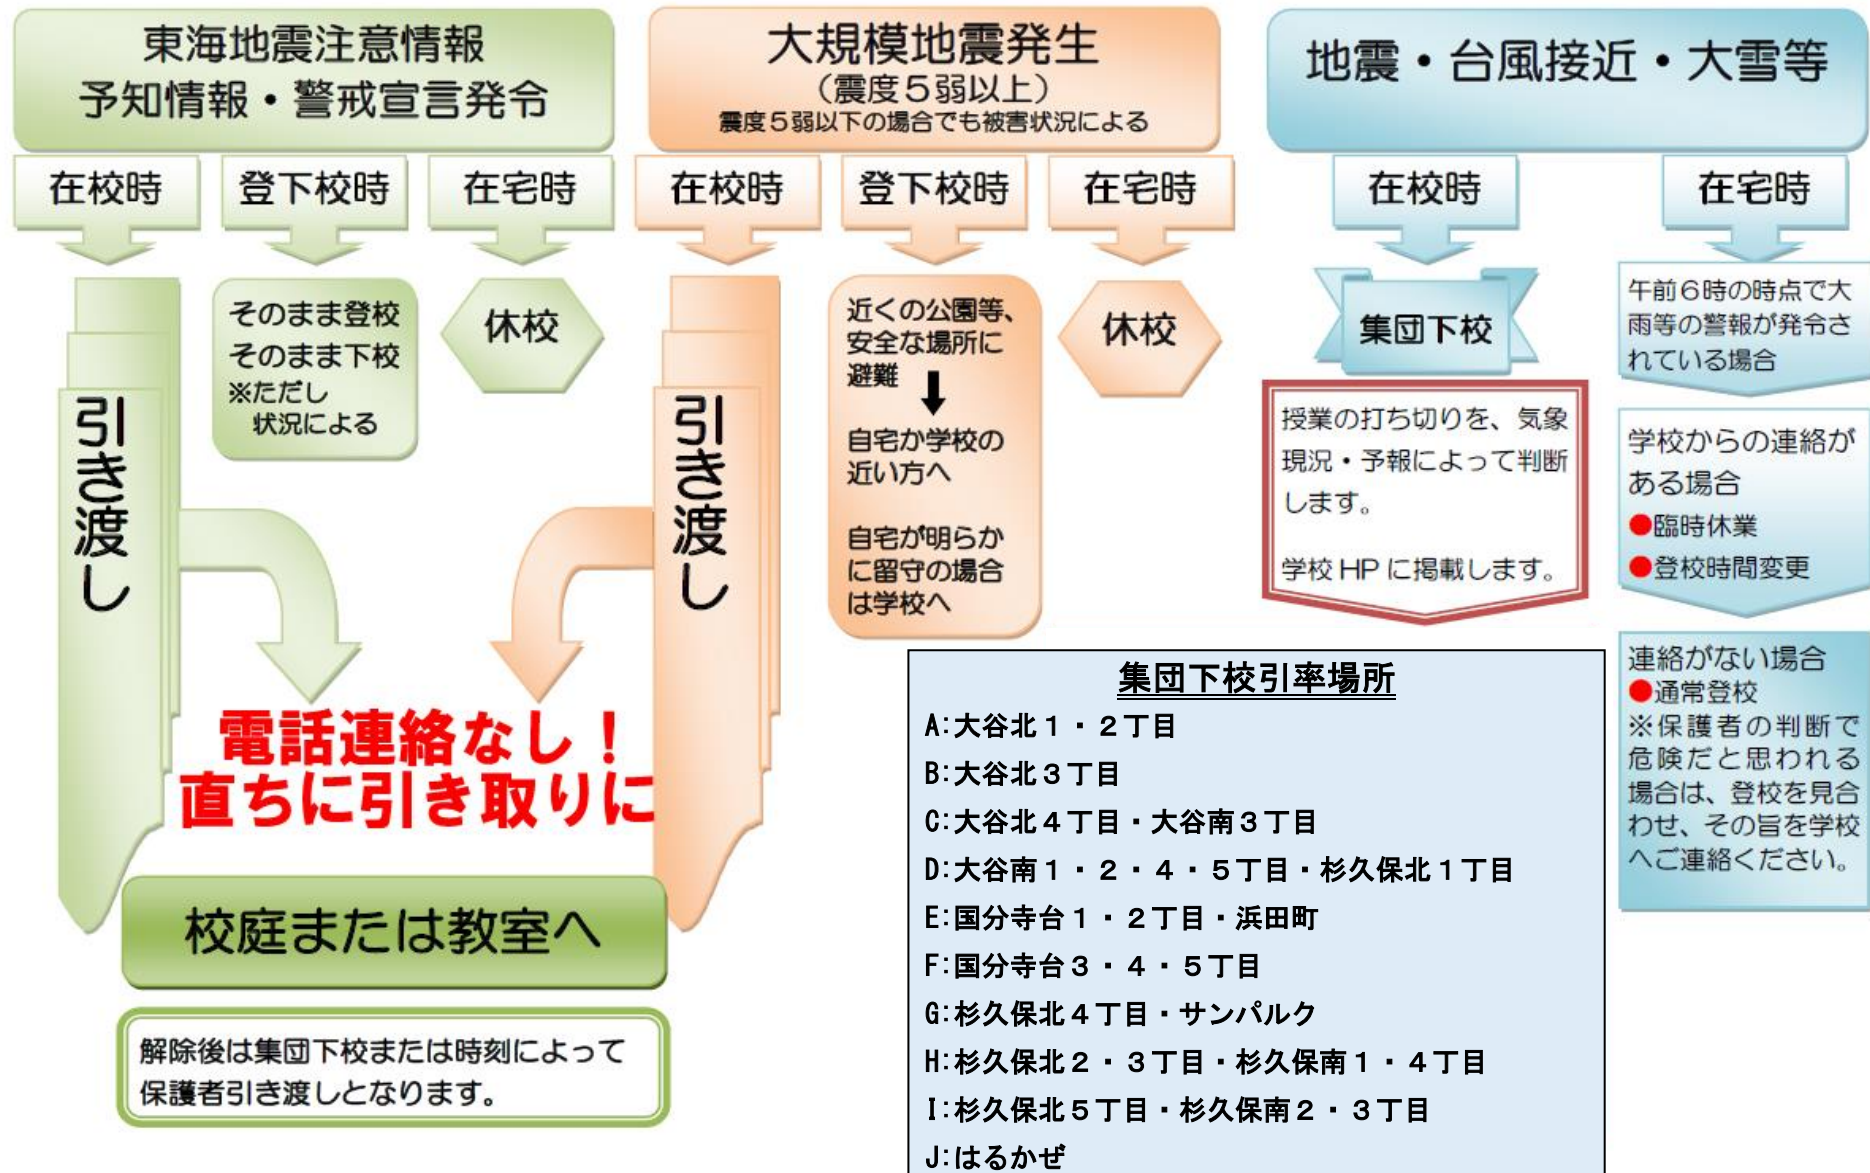 東海地震注意情報
予知情報・警戒宣言発令
在校時
登下校時
在宅時
引き渡し
そのまま登校
そのまま下校
※ただし
状況による
休校
大規模地震発生
（震度５弱以上）
震度５弱以下の場合でも被害状況による
在校時
登下校時
在宅時
引き渡し
近くの公園等、
安全な場所に
避難
自宅か学校の
近い方へ
自宅が明らか
に留守の場合
は学校へ
休校
電話連絡なし！
直ちに引き取りに
校庭または教室へ
解除後は集団下校または時刻によって
保護者引き渡しとなります。
地震・台風接近・大雪等
在校時
在宅時
集団下校
授業の打ち切りを、気象
現況・予報によって判断
します。
学校 HP に掲載します。
午前６時の時点で大
雨等の警報が発令さ
れている場合
学校からの連絡が
ある場合
●臨時休業
●登校時間変更
連絡がない場合
●通常登校
※保護者の判断で
危険だと思われる
場合は、登校を見合
わせ、その旨を学校
へご連絡ください。
集団下校引率場所
A:大谷北１・２丁目
B:大谷北３丁目
C:大谷北４丁目・大谷南３丁目
D:大谷南１・２・４・５丁目・杉久保北１丁目
E:国分寺台１・２丁目・浜田町
F:国分寺台３・４・５丁目
G:杉久保北４丁目・サンパルク
H:杉久保北２・３丁目・杉久保南１・４丁目
I:杉久保北５丁目・杉久保南２・３丁目
J:はるかぜ